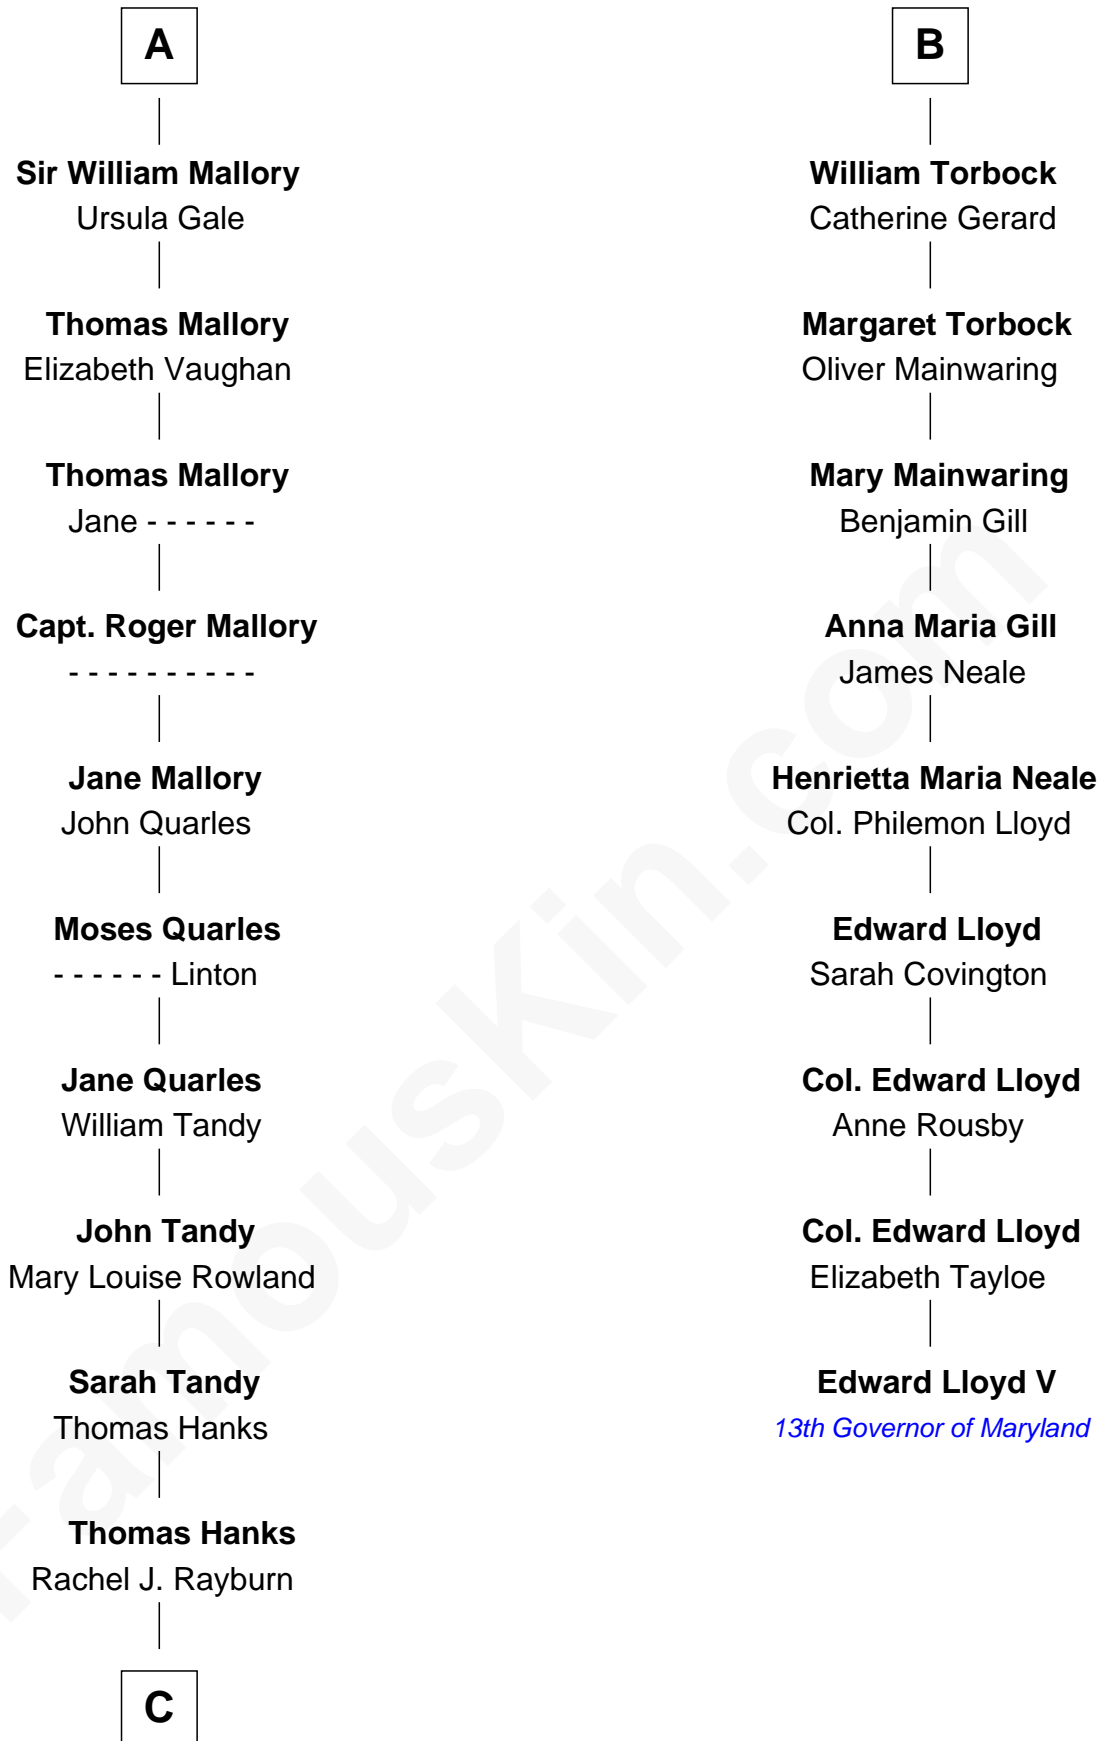 A
Sir William Mallory
Ursula Gale
Thomas Mallory
Elizabeth Vaughan
Thomas Mallory
Jane - - - - - -
Capt. Roger Mallory
- - - - - - - - - -
Jane Mallory
John Quarles
Moses Quarles
- - - - - - Linton
Jane Quarles
William Tandy
John Tandy
Mary Louise Rowland
Sarah Tandy
Thomas Hanks
Thomas Hanks
Rachel J. Rayburn
C
B
William Torbock
Catherine Gerard
Margaret Torbock
Oliver Mainwaring
Mary Mainwaring
Benjamin Gill
Anna Maria Gill
James Neale
Henrietta Maria Neale
Col. Philemon Lloyd
Edward Lloyd
Sarah Covington
Col. Edward Lloyd
Anne Rousby
Col. Edward Lloyd
Elizabeth Tayloe
Edward Lloyd V
13th Governor of Maryland
FamousKin.com